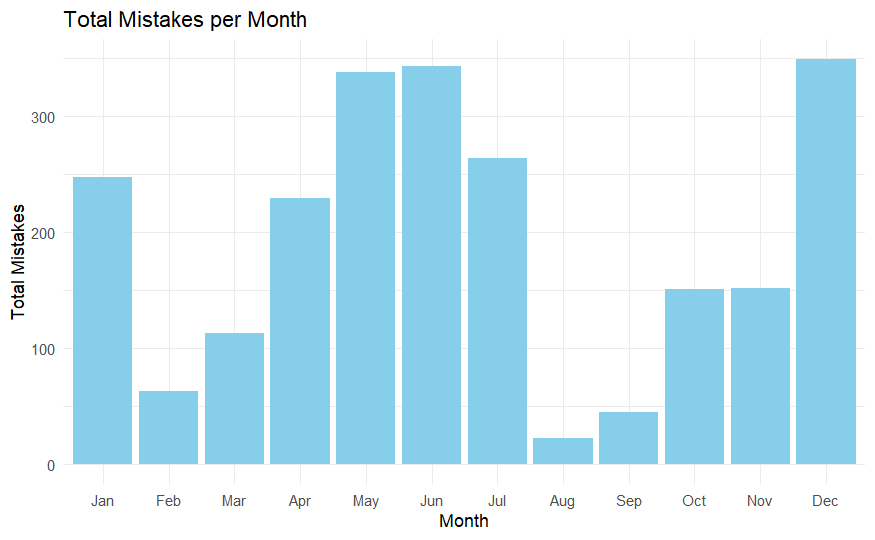 Total Mistakes per Month
Total Mistakes
300
200
100
0
Jan Feb Mar Apr May Jun Jul Aug Sep Oct Nov Dec
Month